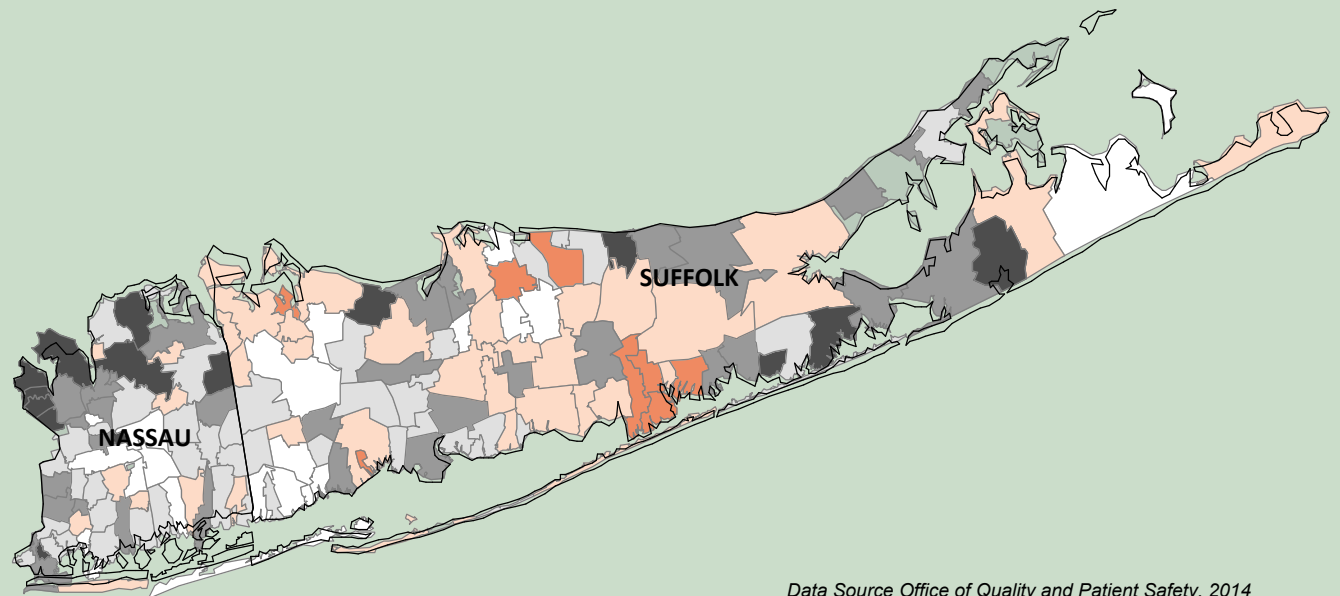 SUFFOLK
NASSAU
Data Source Office of Quality and Patient Safety, 2014